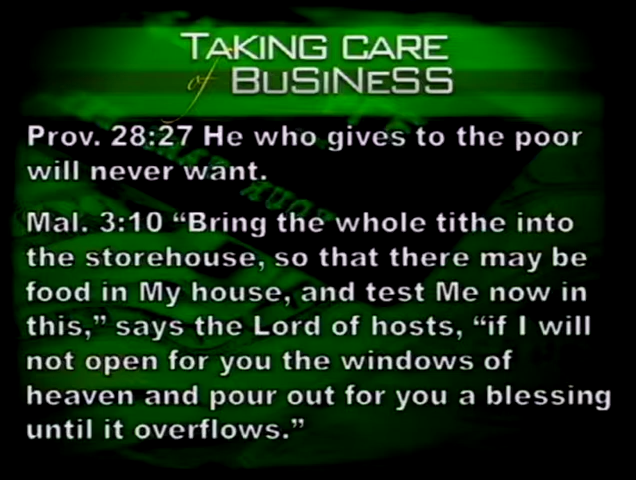 TAKING CARE
of BUSINESS
Prov. 28:27 He who gives to the poor
will never want.
Mal. 3:10 “Bring the whole tithe into
the storehouse, so that there may be
food in My house, and test Me now in
this,” says the Lord of hosts, “if I will
not open for you the windows of
heaven and pour out for you a blessing
until it overflows.”